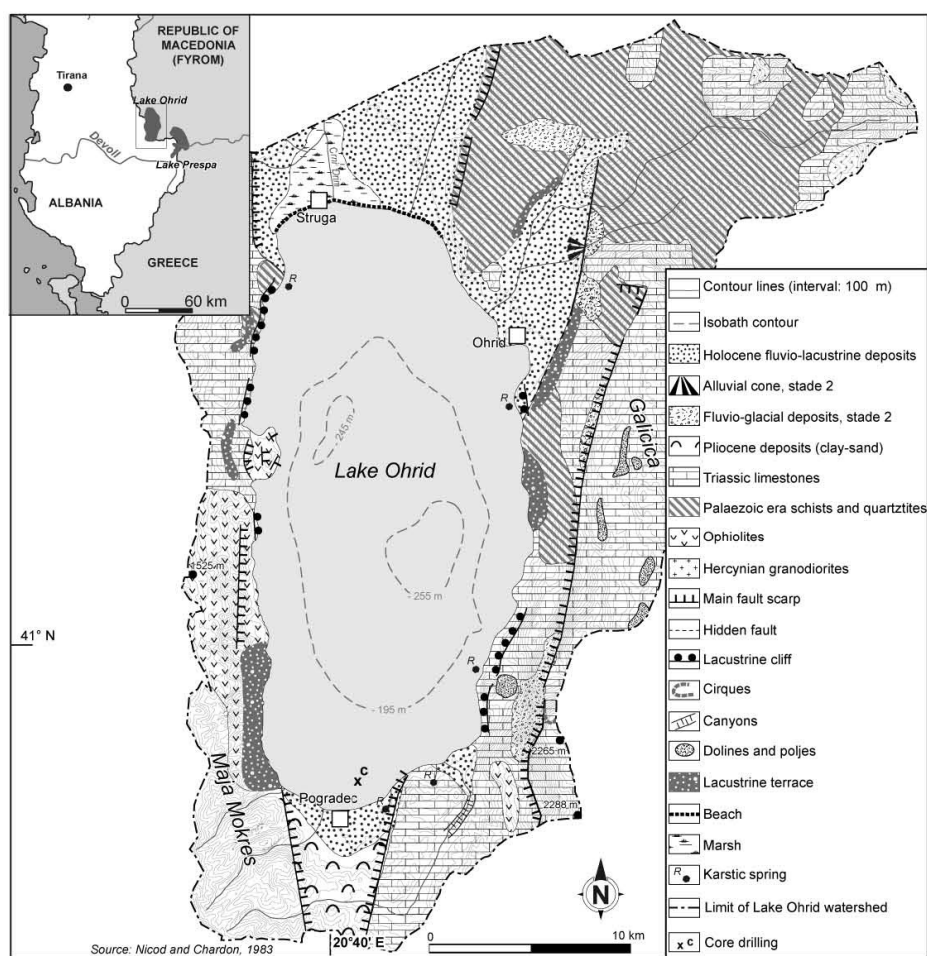 REPUBLIC OF
MACEDONIA
(FYROM)
Tirana
Lake Ohrid
Devoll
Lake Prespa
ALBANIA
GREECE
0 60 km
Struga
R
Ohrid
R
Galicica
- 245 m -
Lake Ohrid
1525 m
- 255 m
41° N
R
- 195 m -
2265 m
Maja Mokres
c
x
R
Pogradec
R
2288 m
N
Source: Nicod and Chardon, 1983
20°40' E
0 10 km
Contour lines (interval: 100 m)
Isobath contour
Holocene fluvio-lacustrine deposits
Alluvial cone, stade 2
Fluvio-glacial deposits, stade 2
Pliocene deposits (clay-sand)
Triassic limestones
Palaezoic era schists and quartztites
Ophiolites
Hercynian granodiorites
Main fault scarp
Hidden fault
Lacustrine cliff
Cirques
Canyons
Dolines and poljes
Lacustrine terrace
Beach
Marsh
R Karstic spring
Limit of Lake Ohrid watershed
x c Core drilling